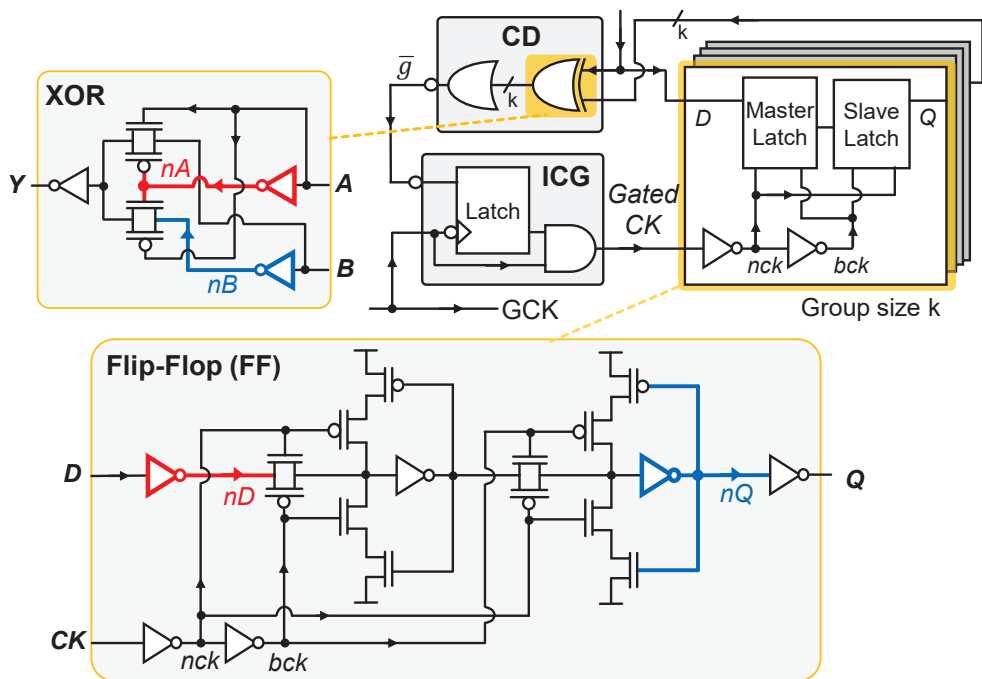 XOR
nA
Y
A
B
nB
CD
g̅
k
k
ICG
Latch
Gated
CK
GCK
D
Master
Latch
Slave
Latch
Q
nck
bck
Group size k
Flip-Flop (FF)
D
nD
nQ
Q
CK
nck
bck